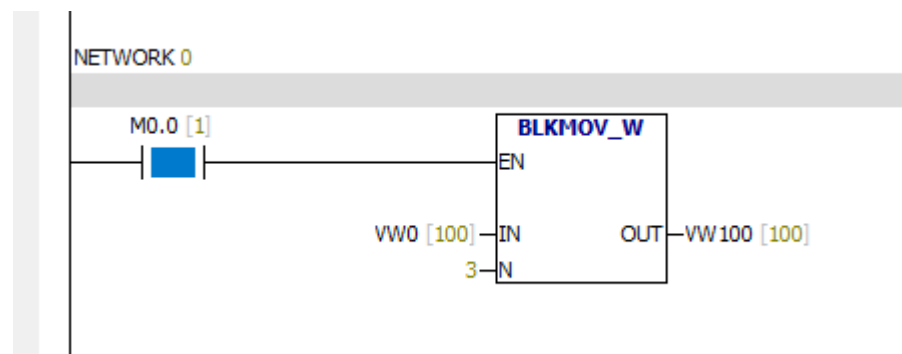 NETWORK 0
M0.0 [1]
BLKMOV_W
EN
VW0 [100] IN OUT VW100 [100]
3 N